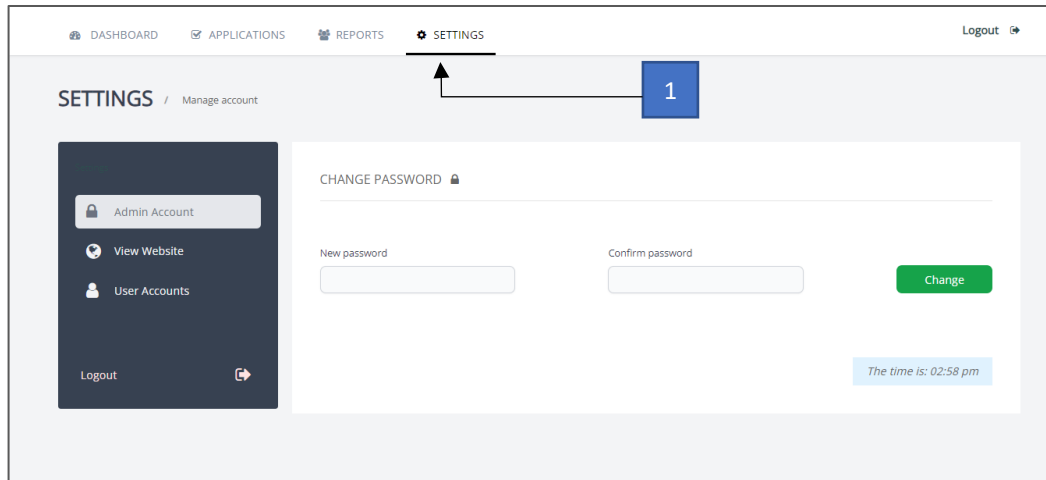 DASHBOARD APPLICATIONS REPORTS SETTINGS Logout
1
SETTINGS / Manage account
CHANGE PASSWORD
Admin Account
View Website
New password Confirm password
Change
User Accounts
Logout
The time is: 02:58 pm